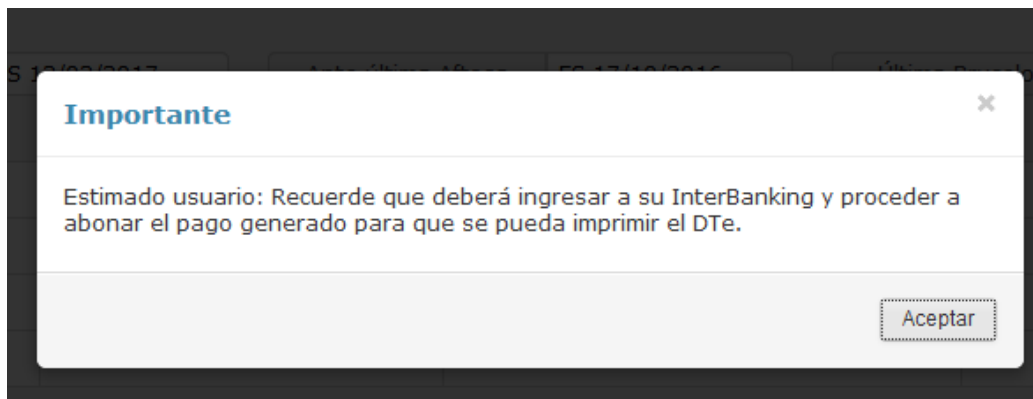 Importante
Estimado usuario: Recuerde que deberá ingresar a su InterBanking y proceder a
abonar el pago generado para que se pueda imprimir el DTe.
Aceptar